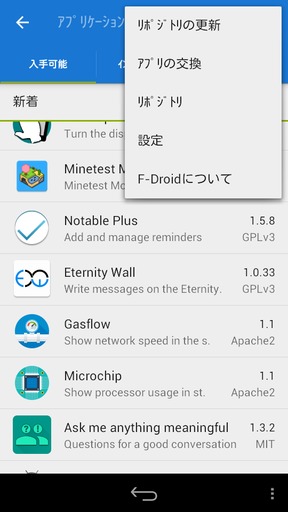 ｱﾌﾟﾘｹｰｼｮﾝ
ﾘﾎﾟｼﾞﾄﾘの更新
ｱﾌﾟﾘの交換
ﾘﾎﾟｼﾞﾄﾘ
設定
F-Droidについて
入手可能
新着
Turn the dis
Minetest M
Minetest Mo
Notable Plus 1.5.8
Add and manage reminders GPLv3
Eternity Wall 1.0.33
Write messages on the Eternity. GPLv3
Gasflow 1.1
Show network speed in the s. Apache2
Microchip 1.1
Show processor usage in st. Apache2
Ask me anything meaningful 1.3.2
Questions for a good conversation MIT